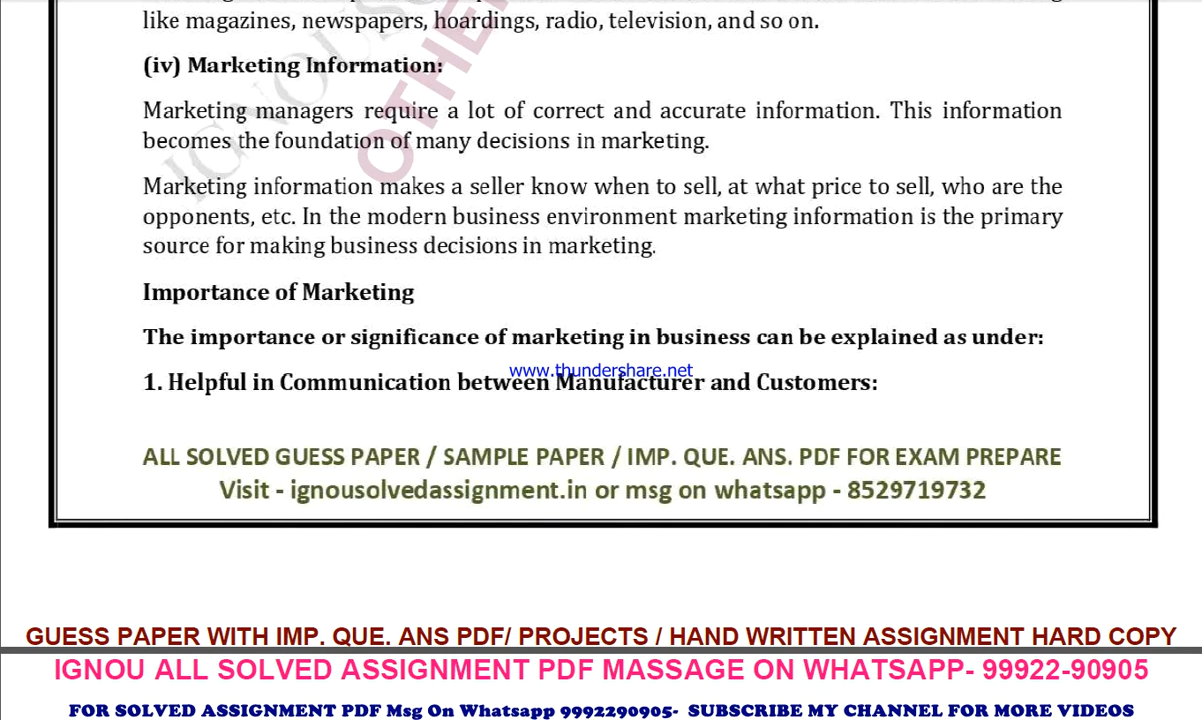 like magazines, newspapers, hoardings, radio, television, and so on.
(iv) Marketing Information:
Marketing managers require a lot of correct and accurate information. This information
becomes the foundation of many decisions in marketing.
Marketing information makes a seller know when to sell, at what price to sell, who are the
opponents, etc. In the modern business environment marketing information is the primary
source for making business decisions in marketing.
Importance of Marketing
The importance or significance of marketing in business can be explained as under:
www.thundershare.net
1. Helpful in Communication between Manufacturer and Customers:
ALL SOLVED GUESS PAPER / SAMPLE PAPER / IMP. QUE. ANS. PDF FOR EXAM PREPARE
Visit - ignousolvedassignment.in or msg on whatsapp - 8529719732
GUESS PAPER WITH IMP. QUE. ANS PDF/ PROJECTS / HAND WRITTEN ASSIGNMENT HARD COPY
IGNOU ALL SOLVED ASSIGNMENT PDF MASSAGE ON WHATSAPP- 99922-90905
FOR SOLVED ASSIGNMENT PDF Msg On Whatsapp 9992290905- SUBSCRIBE MY CHANNEL FOR MORE VIDEOS